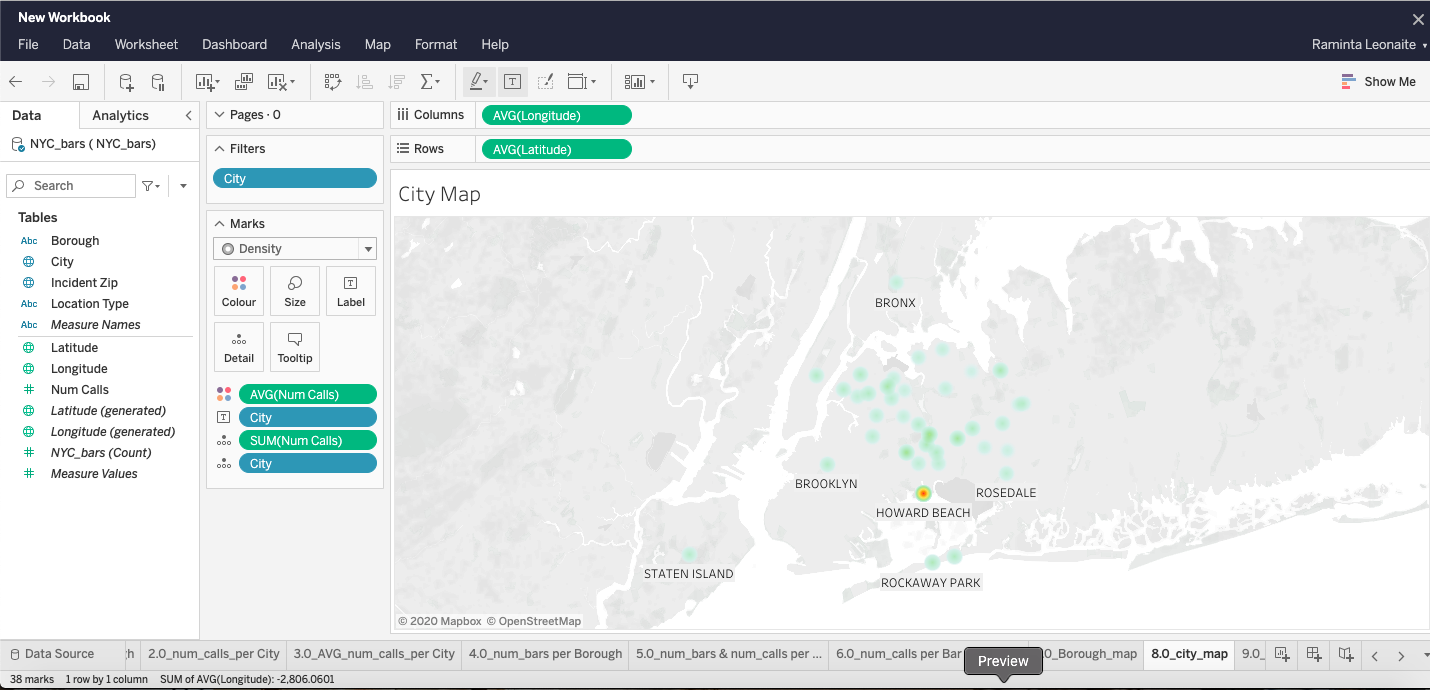 New Workbook
File Data Worksheet Dashboard Analysis Map Format Help
Raminta Leonaite
T
Show Me
Data Analytics
NYC_bars ( NYC_bars)
Search
Tables
Abc Borough
City
Incident Zip
Abc Location Type
Abc Measure Names
Latitude
Longitude
# Num Calls
Latitude (generated)
Longitude (generated)
# NYC_bars (Count)
# Measure Values
Pages · 0
Filters
City
Marks
Density
Colour Size T Label
Detail Tooltip
AVG(Num Calls)
T City
SUM(Num Calls)
City
Columns AVG(Longitude)
Rows AVG(Latitude)
City Map
BRONX
BROOKLYN
ROSEDALE
HOWARD BEACH
STATEN ISLAND
ROCKAWAY PARK
© 2020 Mapbox © OpenStreetMap
Data Source h 2.0_num_calls_per City 3.0_AVG_num_calls_per City 4.0_num_bars per Borough 5.0_num_bars & num_calls per ... 6.0_num_calls per Bar 0_Borough_map 8.0_city_map 9.0_
Preview
38 marks 1 row by 1 column SUM of AVG(Longitude): -2,806.0601